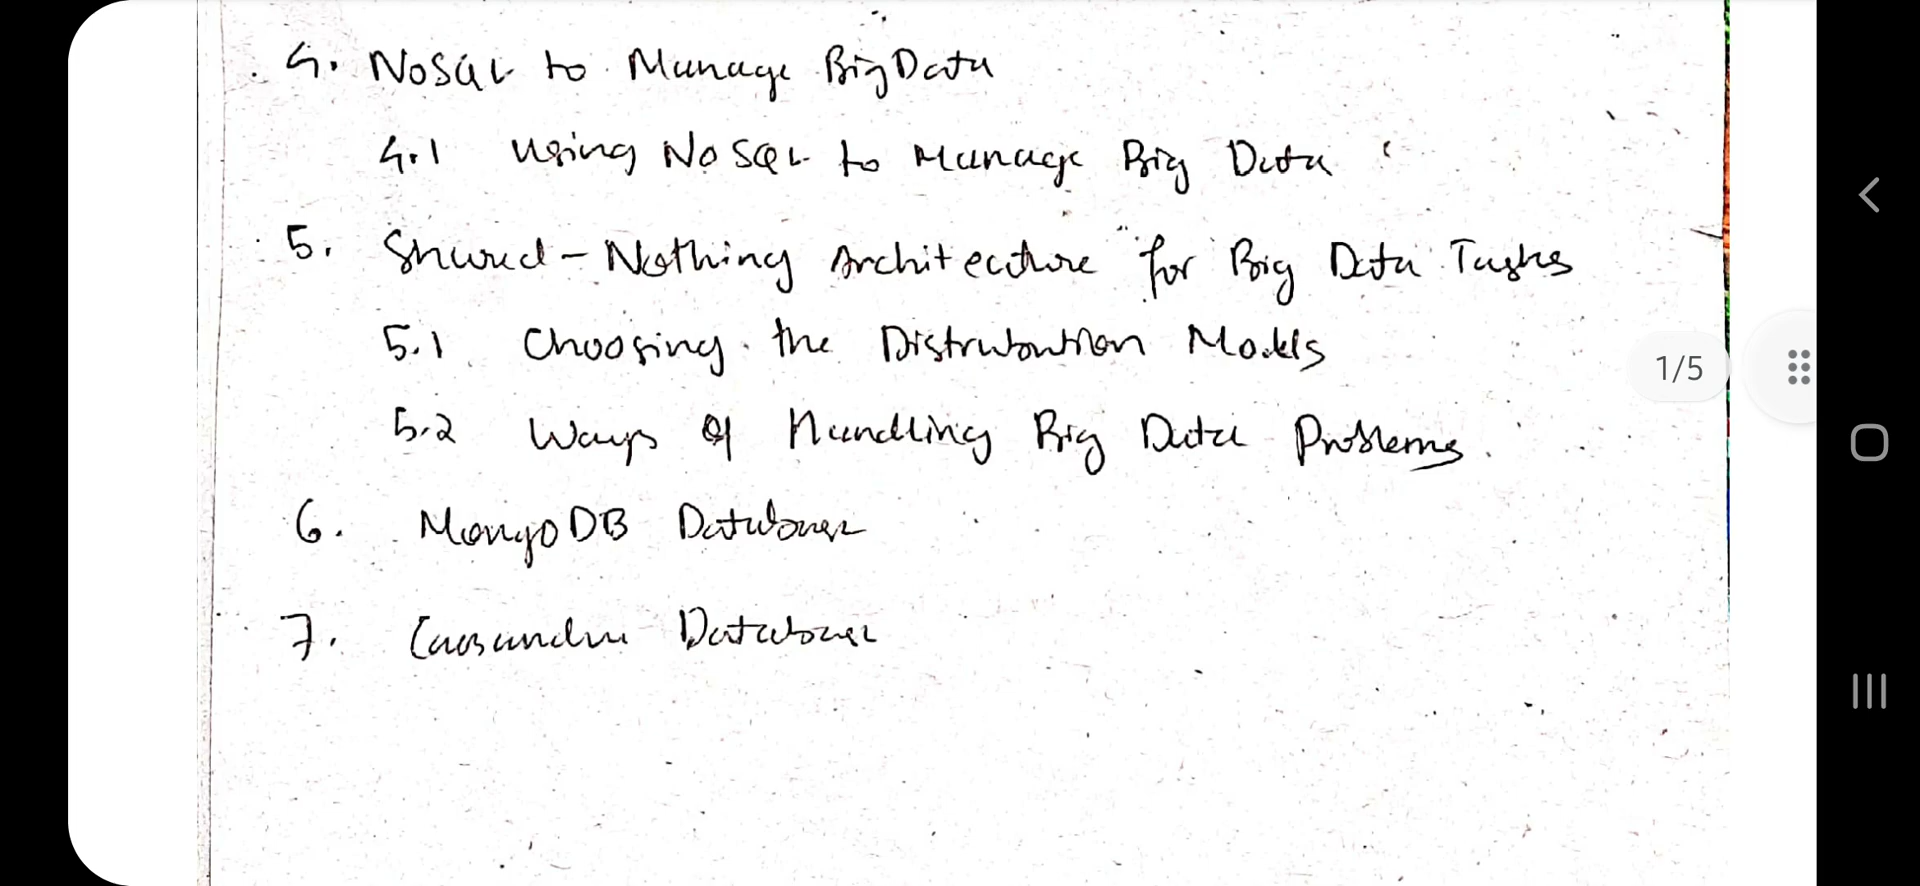 4. NoSQL to Manage Big Data
4.1 Using NoSQL to Manage Big Data
5. Shared-Nothing Architecture for Big Data Tasks
5.1 Choosing the Distribution Models
1/5
5.2 Ways of Handling Big Data Problems.
6. MongoDB Database
7. Cassandra Database